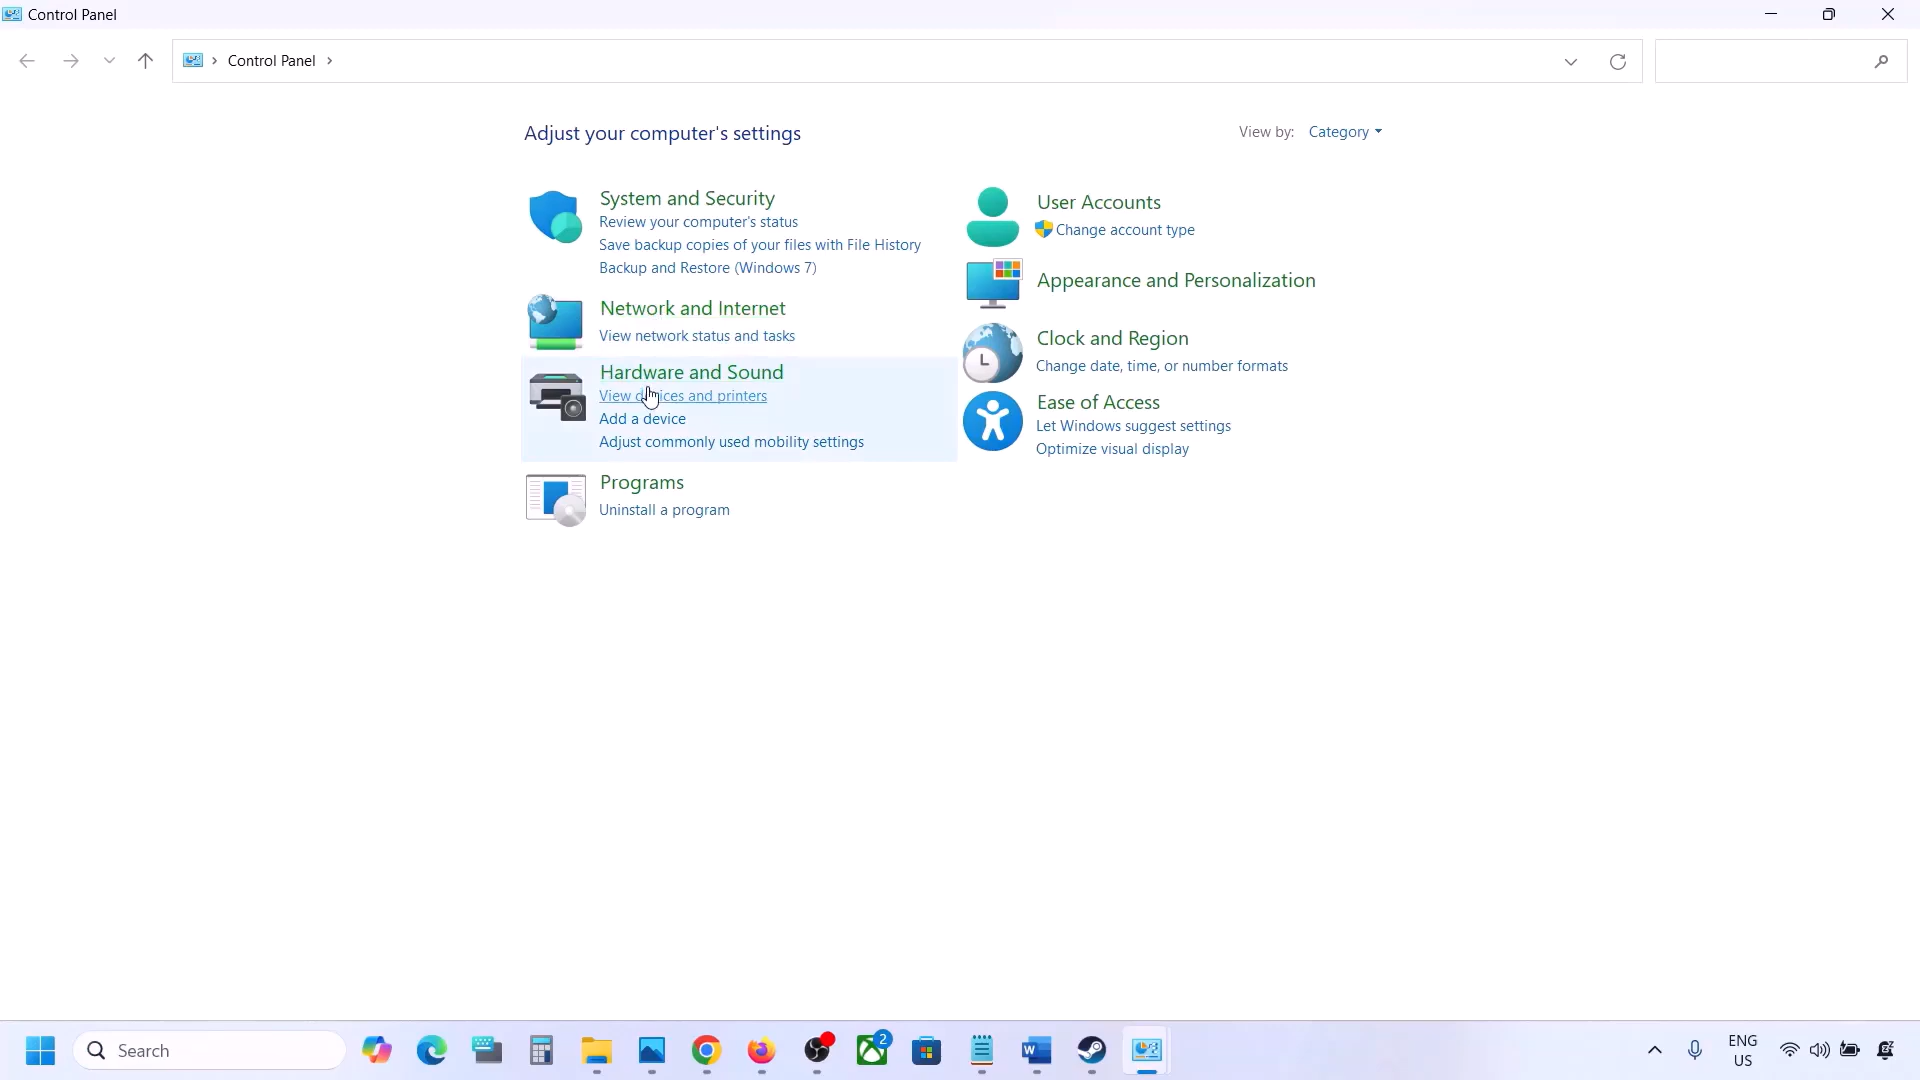 Control Panel
Control Panel
Adjust your computer's settings
View by: Category
System and Security
Review your computer's status
Save backup copies of your files with File History
Backup and Restore (Windows 7)
Network and Internet
View network status and tasks
Hardware and Sound
View devices and printers
Add a device
Adjust commonly used mobility settings
Programs
Uninstall a program
User Accounts
Change account type
Appearance and Personalization
Clock and Region
Change date, time, or number formats
Ease of Access
Let Windows suggest settings
Optimize visual display
Search
2
ENG
US